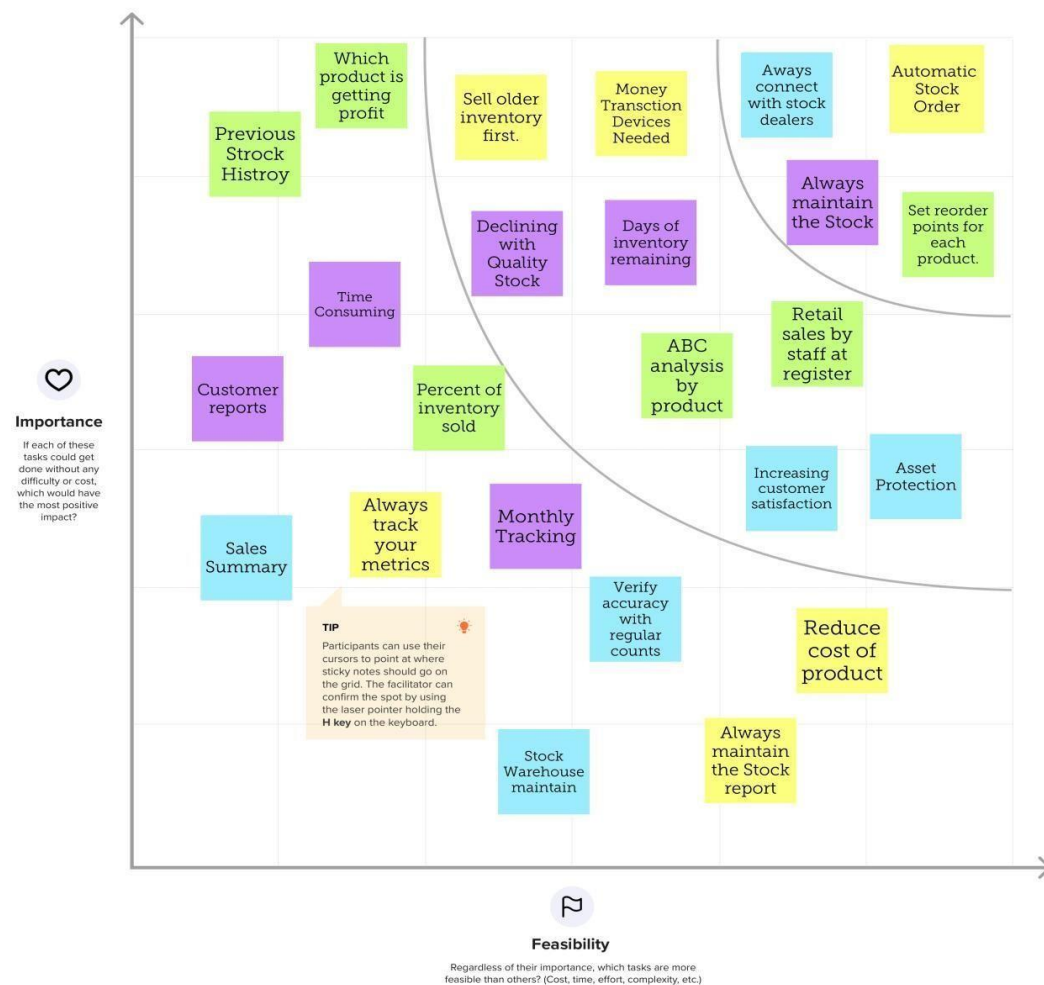 Which
product is
getting
profit
Previous
Strock
Histroy
Sell older
inventory
first.
Money
Transction
Devices
Needed
Aways
connect
with stock
dealers
Automatic
Stock
Order
Always
maintain
the Stock
Set reorder
points for
each
product.
Declining
with
Quality
Stock
Days of
inventory
remaining
Time
Consuming
Retail
sales by
staff at
register
ABC
analysis
by
product
Customer
reports
Percent of
inventory
sold
Importance
If each of these
tasks could get
done without any
difficulty or cost,
which would have
the most positive
impact?
Increasing
customer
satisfaction
Asset
Protection
Always
track
your
metrics
Monthly
Tracking
Sales
Summary
Verify
accuracy
with
regular
counts
Reduce
cost of
product
TIP
Participants can use their
cursors to point at where
sticky notes should go on
the grid. The facilitator can
confirm the spot by using
the laser pointer holding the
H key on the keyboard.
Stock
Warehouse
maintain
Always
maintain
the Stock
report
Feasibility
Regardless of their importance, which tasks are more
feasible than others? (Cost, time, effort, complexity, etc.)